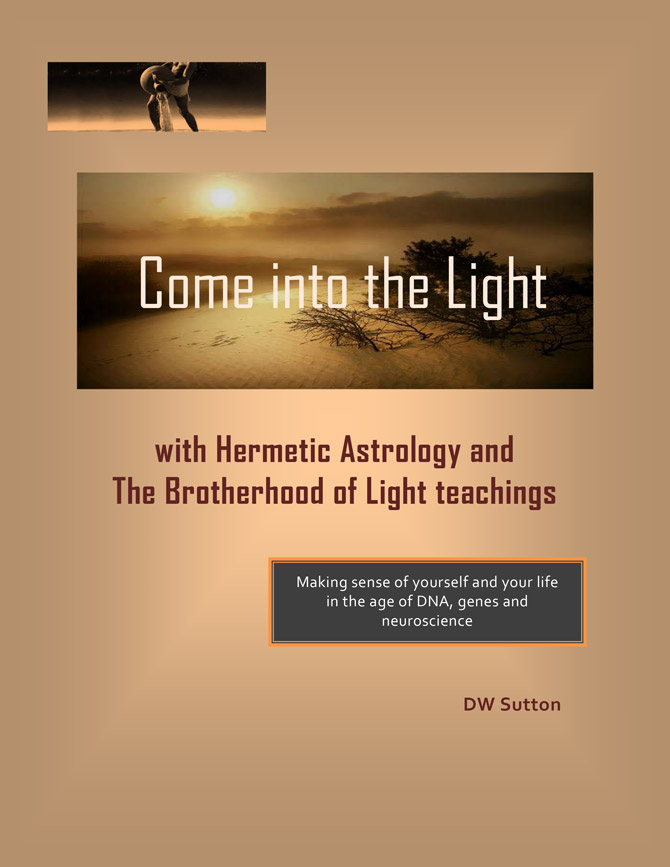 Come into the Light
with Hermetic Astrology and
The Brotherhood of Light teachings
Making sense of yourself and your life
in the age of DNA, genes and
neuroscience
DW Sutton